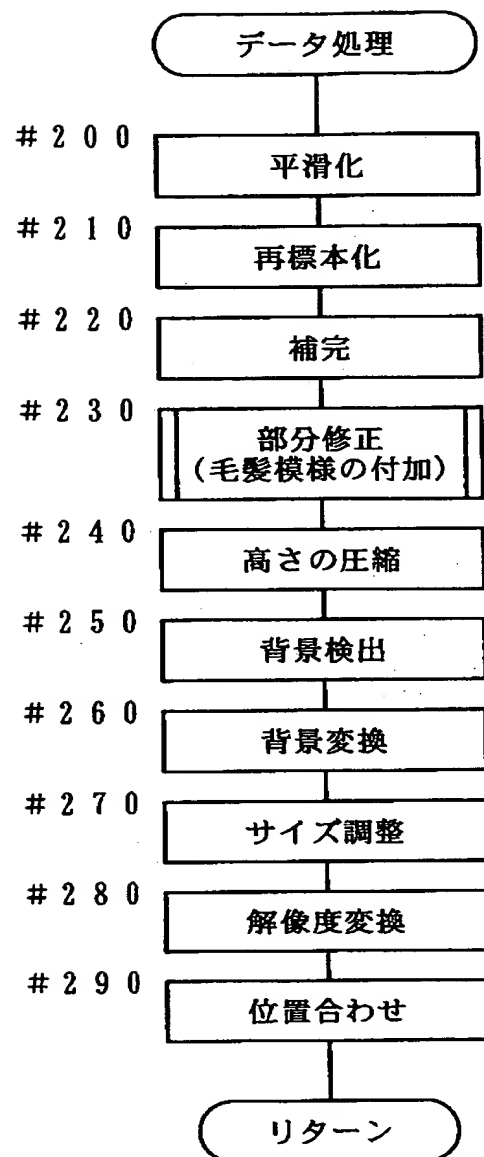 データ処理
#200
平滑化
#210
再標本化
#220
補完
#230
部分修正
(毛髪模様の付加)
#240
高さの圧縮
#250
背景検出
#260
背景変換
#270
サイズ調整
#280
解像度変換
#290
位置合わせ
リターン